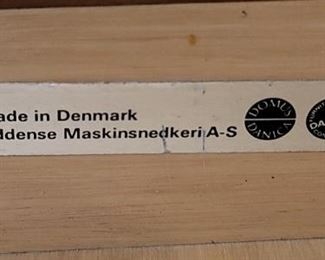 ade in Denmark
ddense Maskinsnedkeri A-S
DOMUS
DANICA